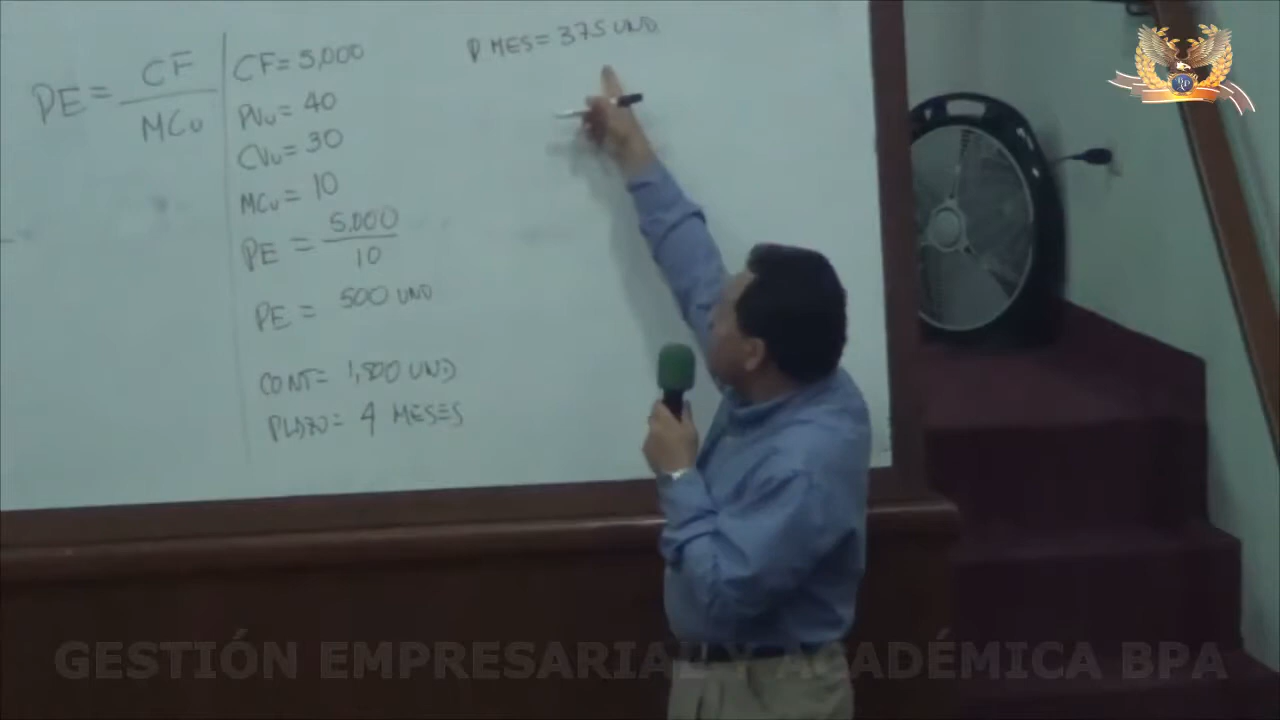 PE = CF / MCu
CF = 5,000
PVu = 40
CVu = 30
MCu = 10
PE = 5.000 / 10
PE = 500 UND
CONT = 1,500 UND
PLAZO = 4 MESES
P MES = 375 UND
GESTIÓN EMPRESARIAL Y ACADÉMICA BPA